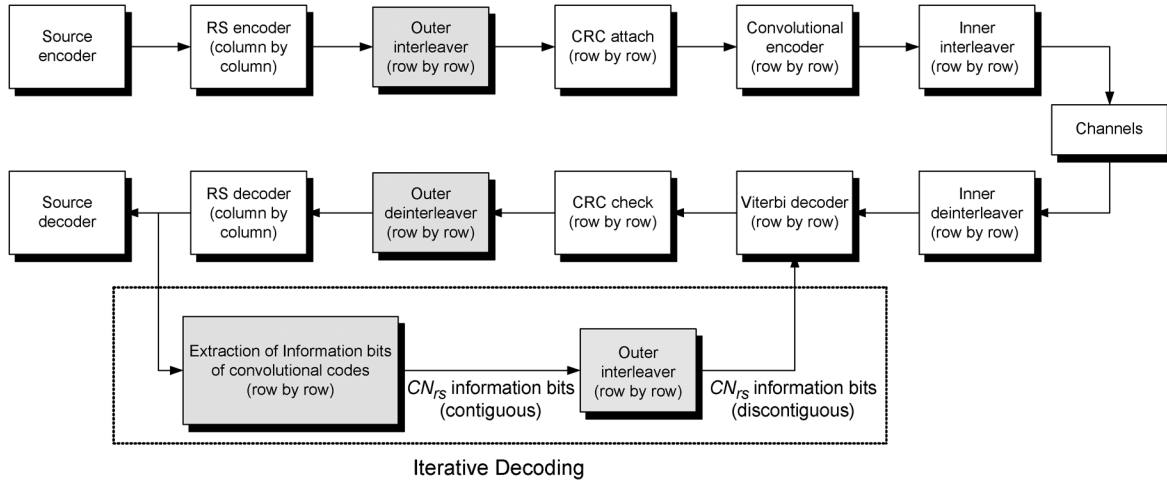 Source
encoder
RS encoder
(column by
column)
Outer
interleaver
(row by row)
CRC attach
(row by row)
Convolutional
encoder
(row by row)
Inner
interleaver
(row by row)
Channels
Source
decoder
RS decoder
(column by
column)
Outer
deinterleaver
(row by row)
CRC check
(row by row)
Viterbi decoder
(row by row)
Inner
deinterleaver
(row by row)
Extraction of Information bits
of convolutional codes
(row by row)
CNrs information bits
(contiguous)
Outer
interleaver
(row by row)
CNrs information bits
(discontiguous)
Iterative Decoding